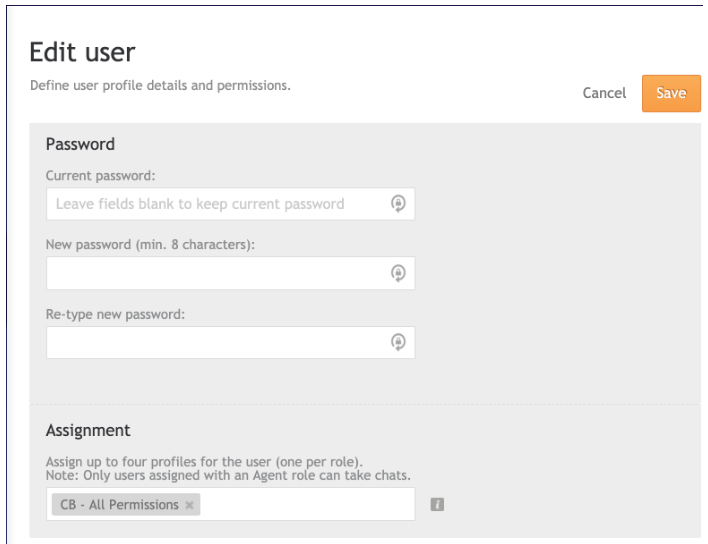 Edit user
Define user profile details and permissions.
Cancel
Save
Password
Current password:
Leave fields blank to keep current password
New password (min. 8 characters):
Re-type new password:
Assignment
Assign up to four profiles for the user (one per role).
Note: Only users assigned with an Agent role can take chats.
CB - All Permissions ×
i